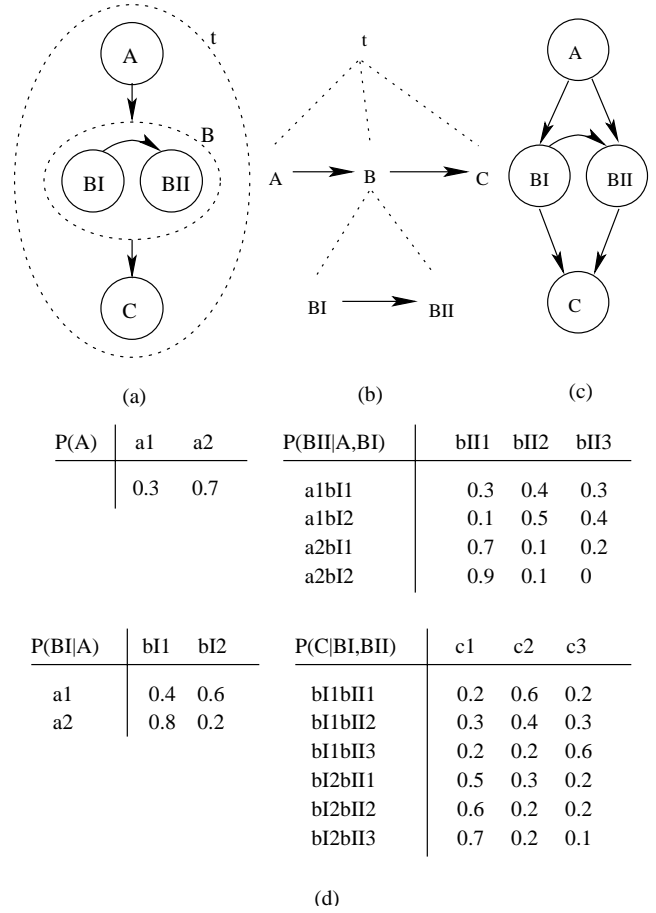 A
t
B
BI BII
C
(a)
t
A B C
BI BII
(b)
A
BI BII
C
(c)
P(A) a1 a2
0.3 0.7
P(BII|A,BI) bII1 bII2 bII3
a1bI1 0.3 0.4 0.3
a1bI2 0.1 0.5 0.4
a2bI1 0.7 0.1 0.2
a2bI2 0.9 0.1 0
P(BI|A) bI1 bI2
a1 0.4 0.6
a2 0.8 0.2
P(C|BI,BII) c1 c2 c3
bI1bII1 0.2 0.6 0.2
bI1bII2 0.3 0.4 0.3
bI1bII3 0.2 0.2 0.6
bI2bII1 0.5 0.3 0.2
bI2bII2 0.6 0.2 0.2
bI2bII3 0.7 0.2 0.1
(d)